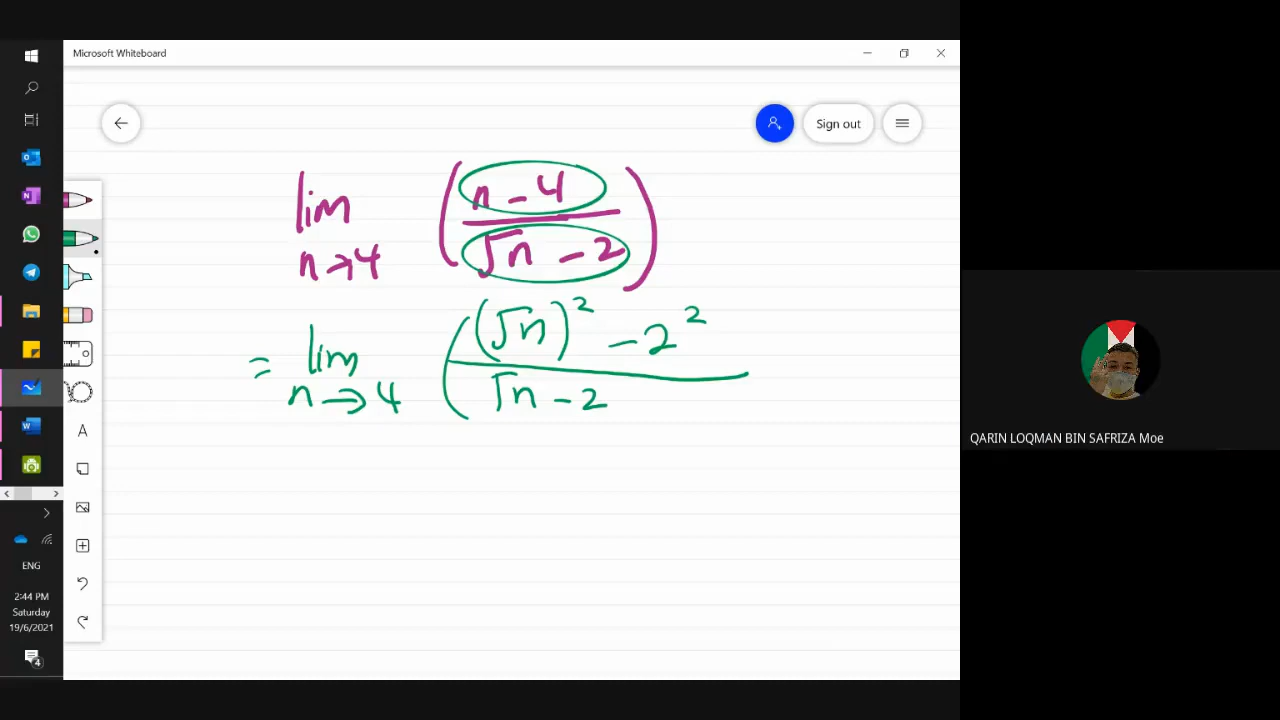 Microsoft Whiteboard
Sign out
lim n→4 (n - 4 / √n - 2)
= lim n→4 ((√n)² - 2² / √n - 2
QARIN LOQMAN BIN SAFRIZA Moe
A
ENG
2:44 PM
Saturday
19/6/2021
4